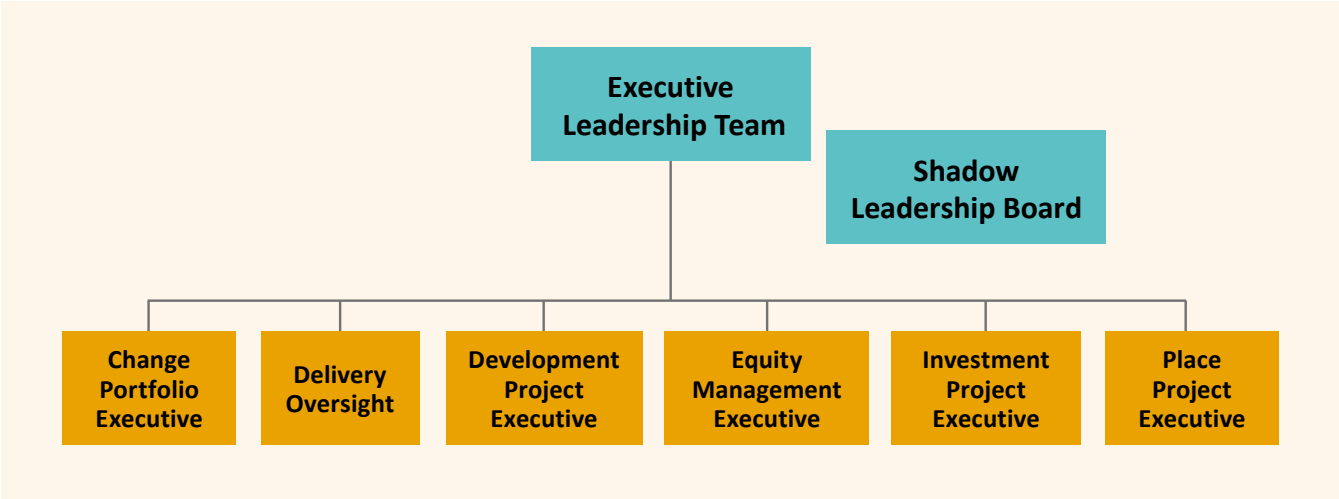 Executive
Leadership Team
Shadow
Leadership Board
Change
Portfolio
Executive
Delivery
Oversight
Development
Project
Executive
Equity
Management
Executive
Investment
Project
Executive
Place
Project
Executive